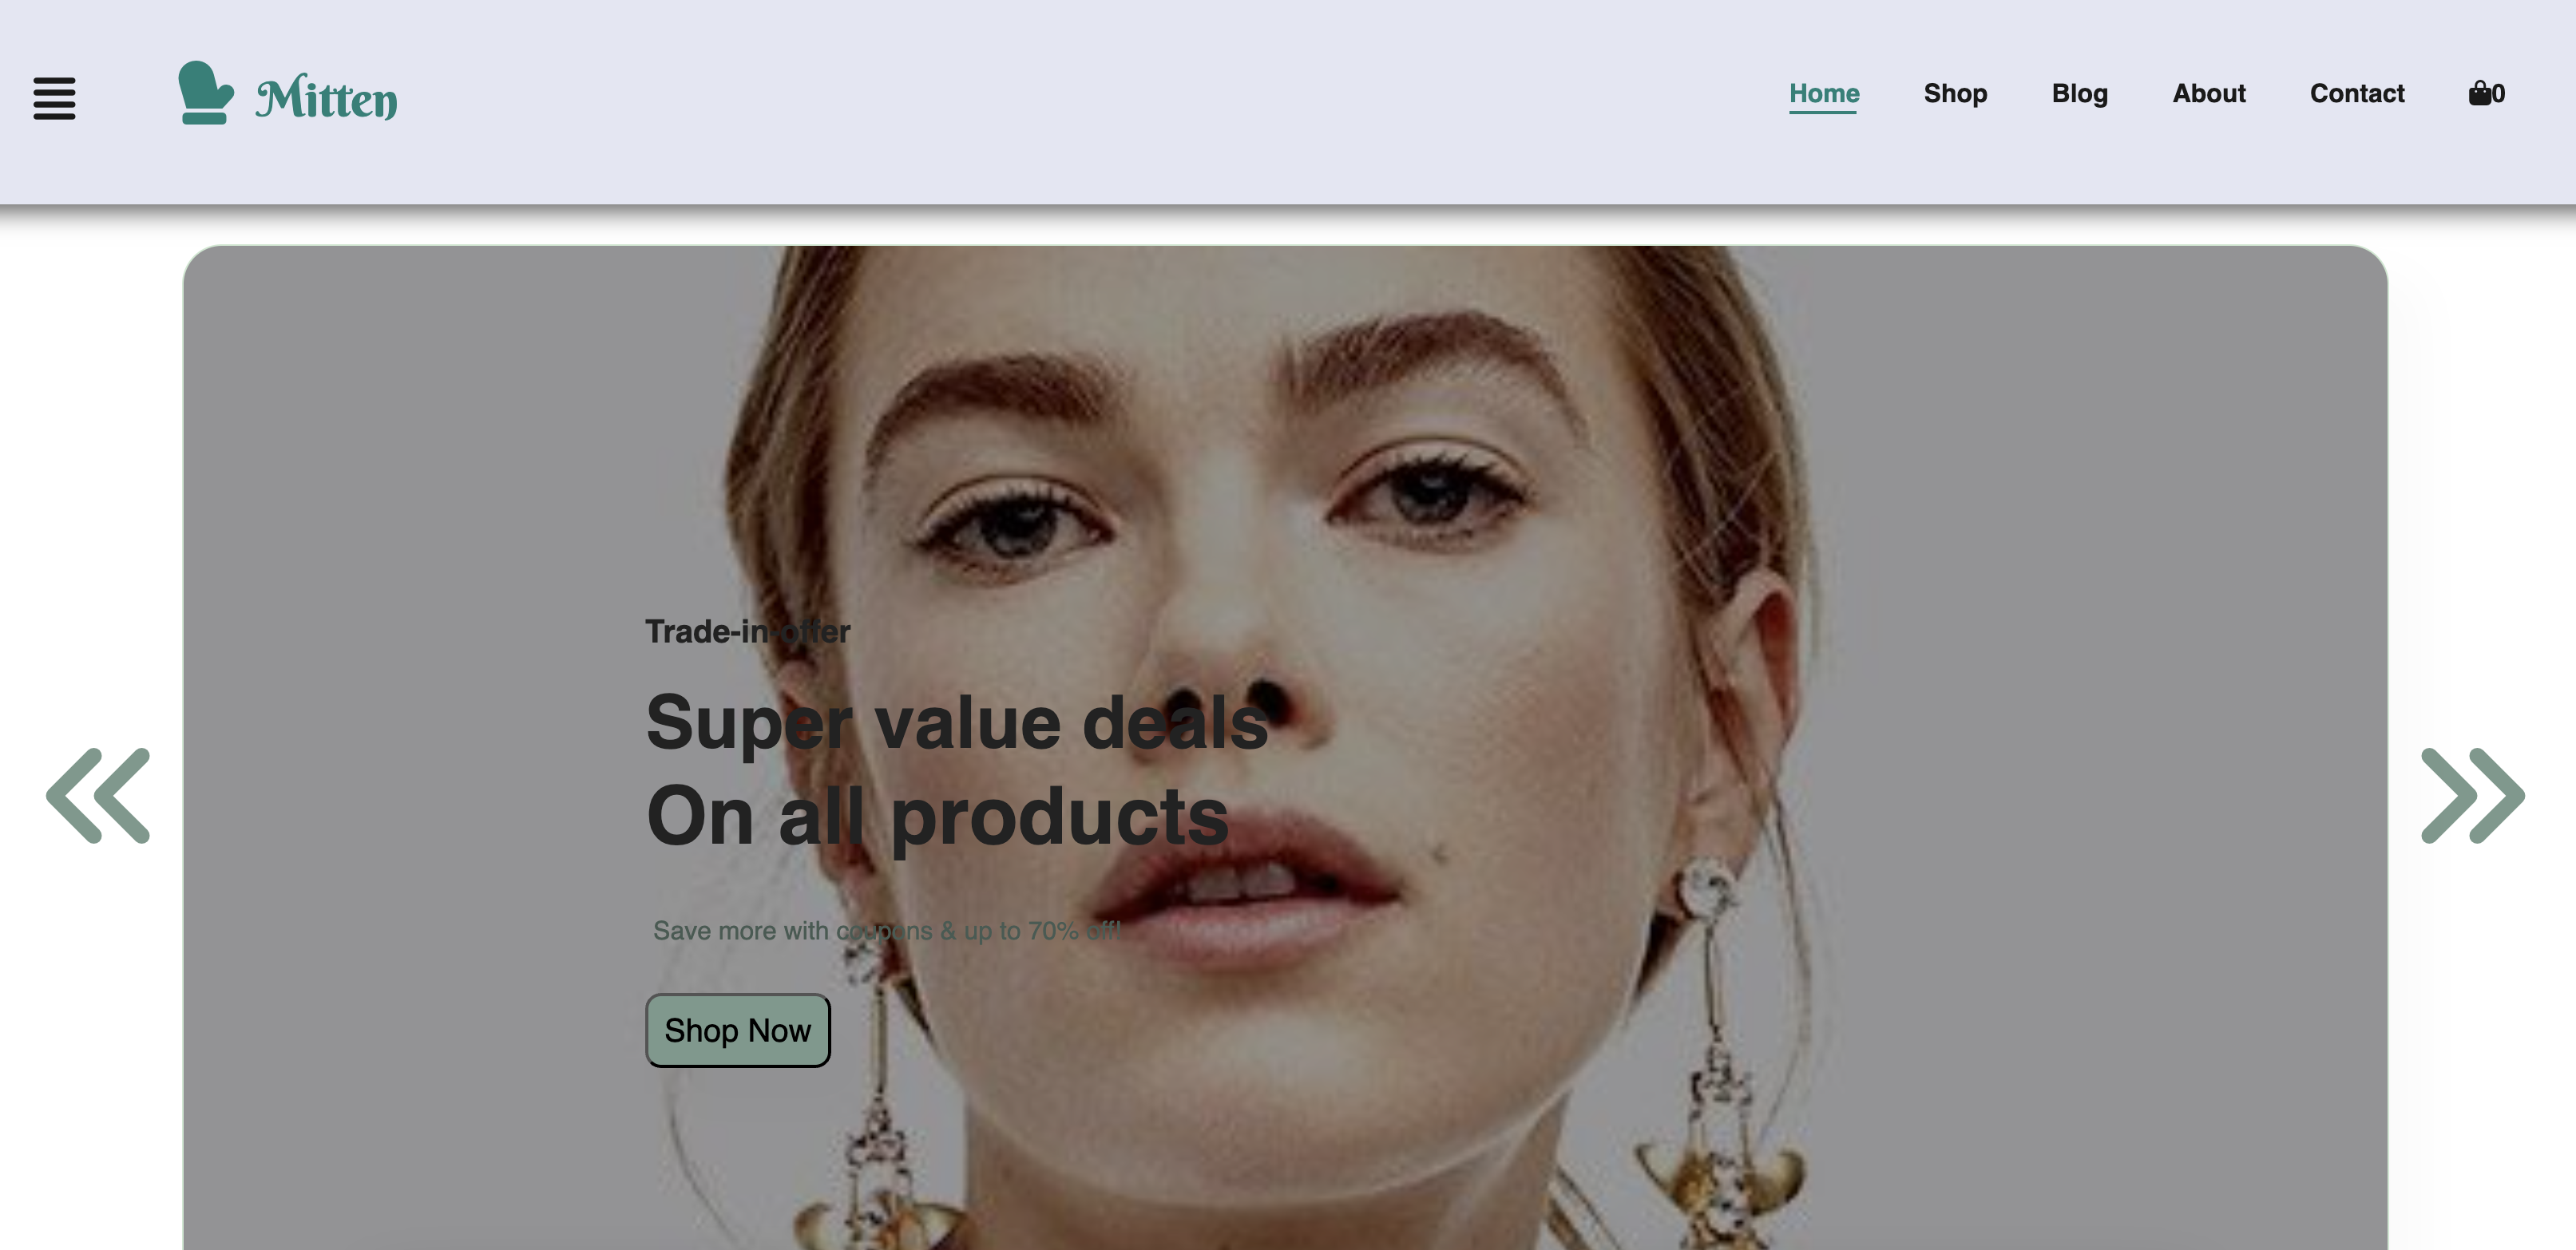 Mitten
Home Shop Blog About Contact 0
Trade-in-offer
Super value deals
On all products
Save more with coupons & up to 70% off!
Shop Now